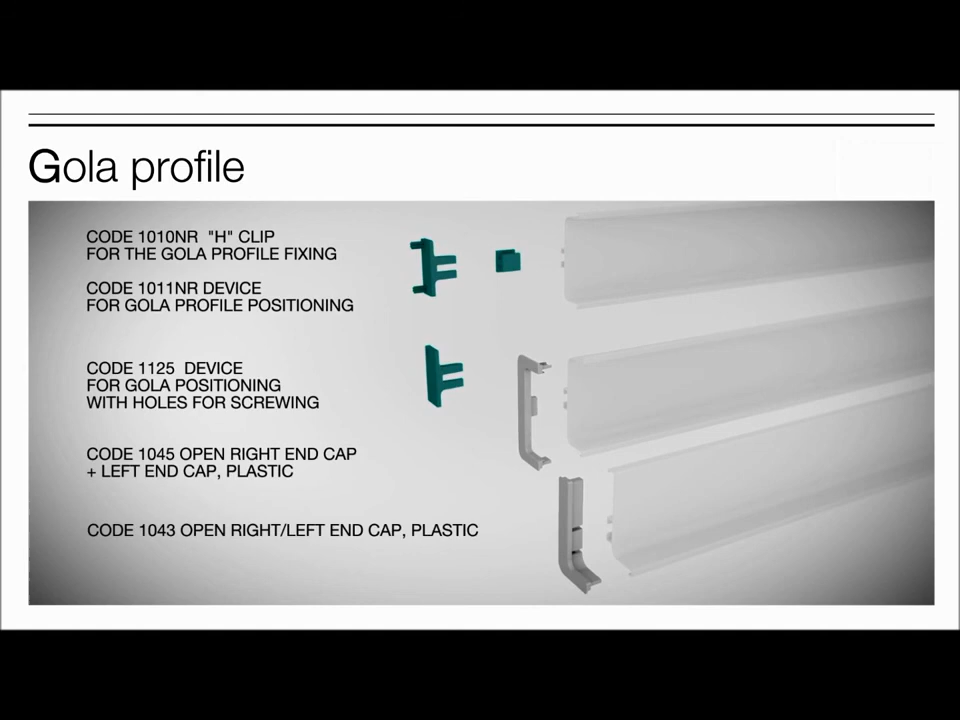 Gola profile
CODE 1010NR "H" CLIP
FOR THE GOLA PROFILE FIXING
CODE 1011NR DEVICE
FOR GOLA PROFILE POSITIONING
CODE 1125 DEVICE
FOR GOLA POSITIONING
WITH HOLES FOR SCREWING
CODE 1045 OPEN RIGHT END CAP
+ LEFT END CAP, PLASTIC
CODE 1043 OPEN RIGHT/LEFT END CAP, PLASTIC